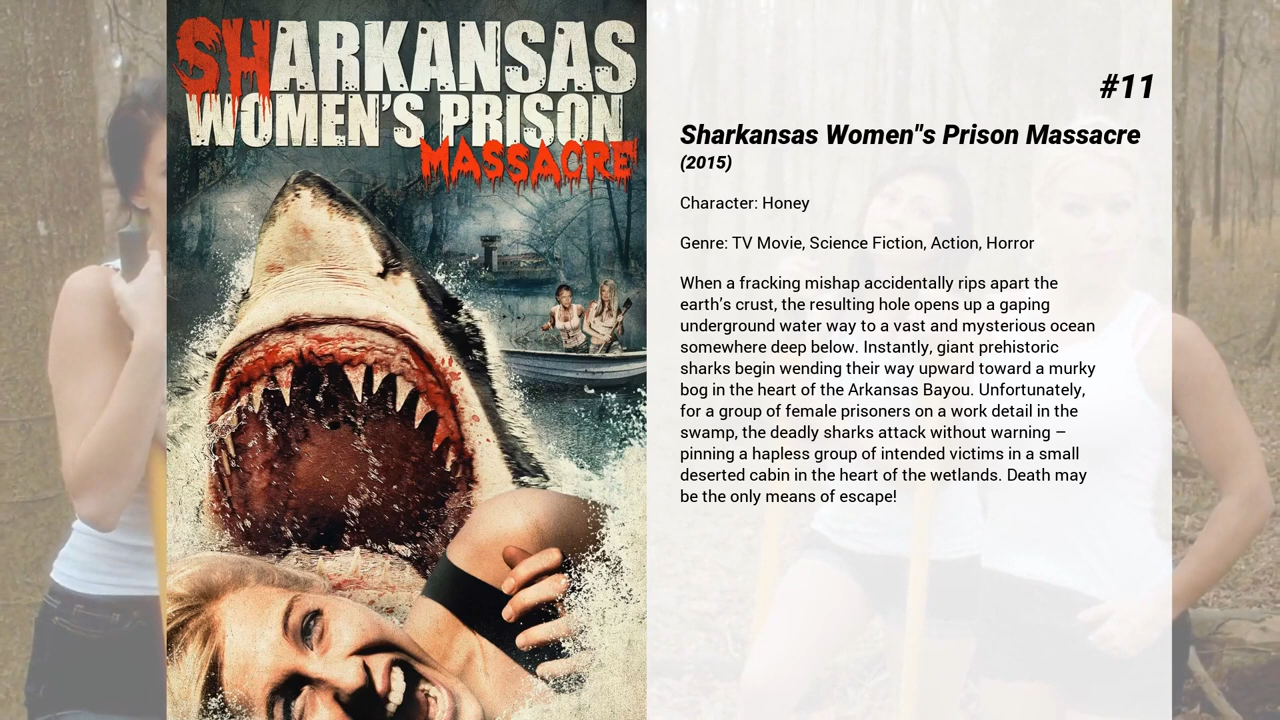 SHARKANSAS
WOMEN'S PRISON
MASSACRE
#11
Sharkansas Women"s Prison Massacre
(2015)
Character: Honey
Genre: TV Movie, Science Fiction, Action, Horror
When a fracking mishap accidentally rips apart the
earth’s crust, the resulting hole opens up a gaping
underground water way to a vast and mysterious ocean
somewhere deep below. Instantly, giant prehistoric
sharks begin wending their way upward toward a murky
bog in the heart of the Arkansas Bayou. Unfortunately,
for a group of female prisoners on a work detail in the
swamp, the deadly sharks attack without warning –
pinning a hapless group of intended victims in a small
deserted cabin in the heart of the wetlands. Death may
be the only means of escape!